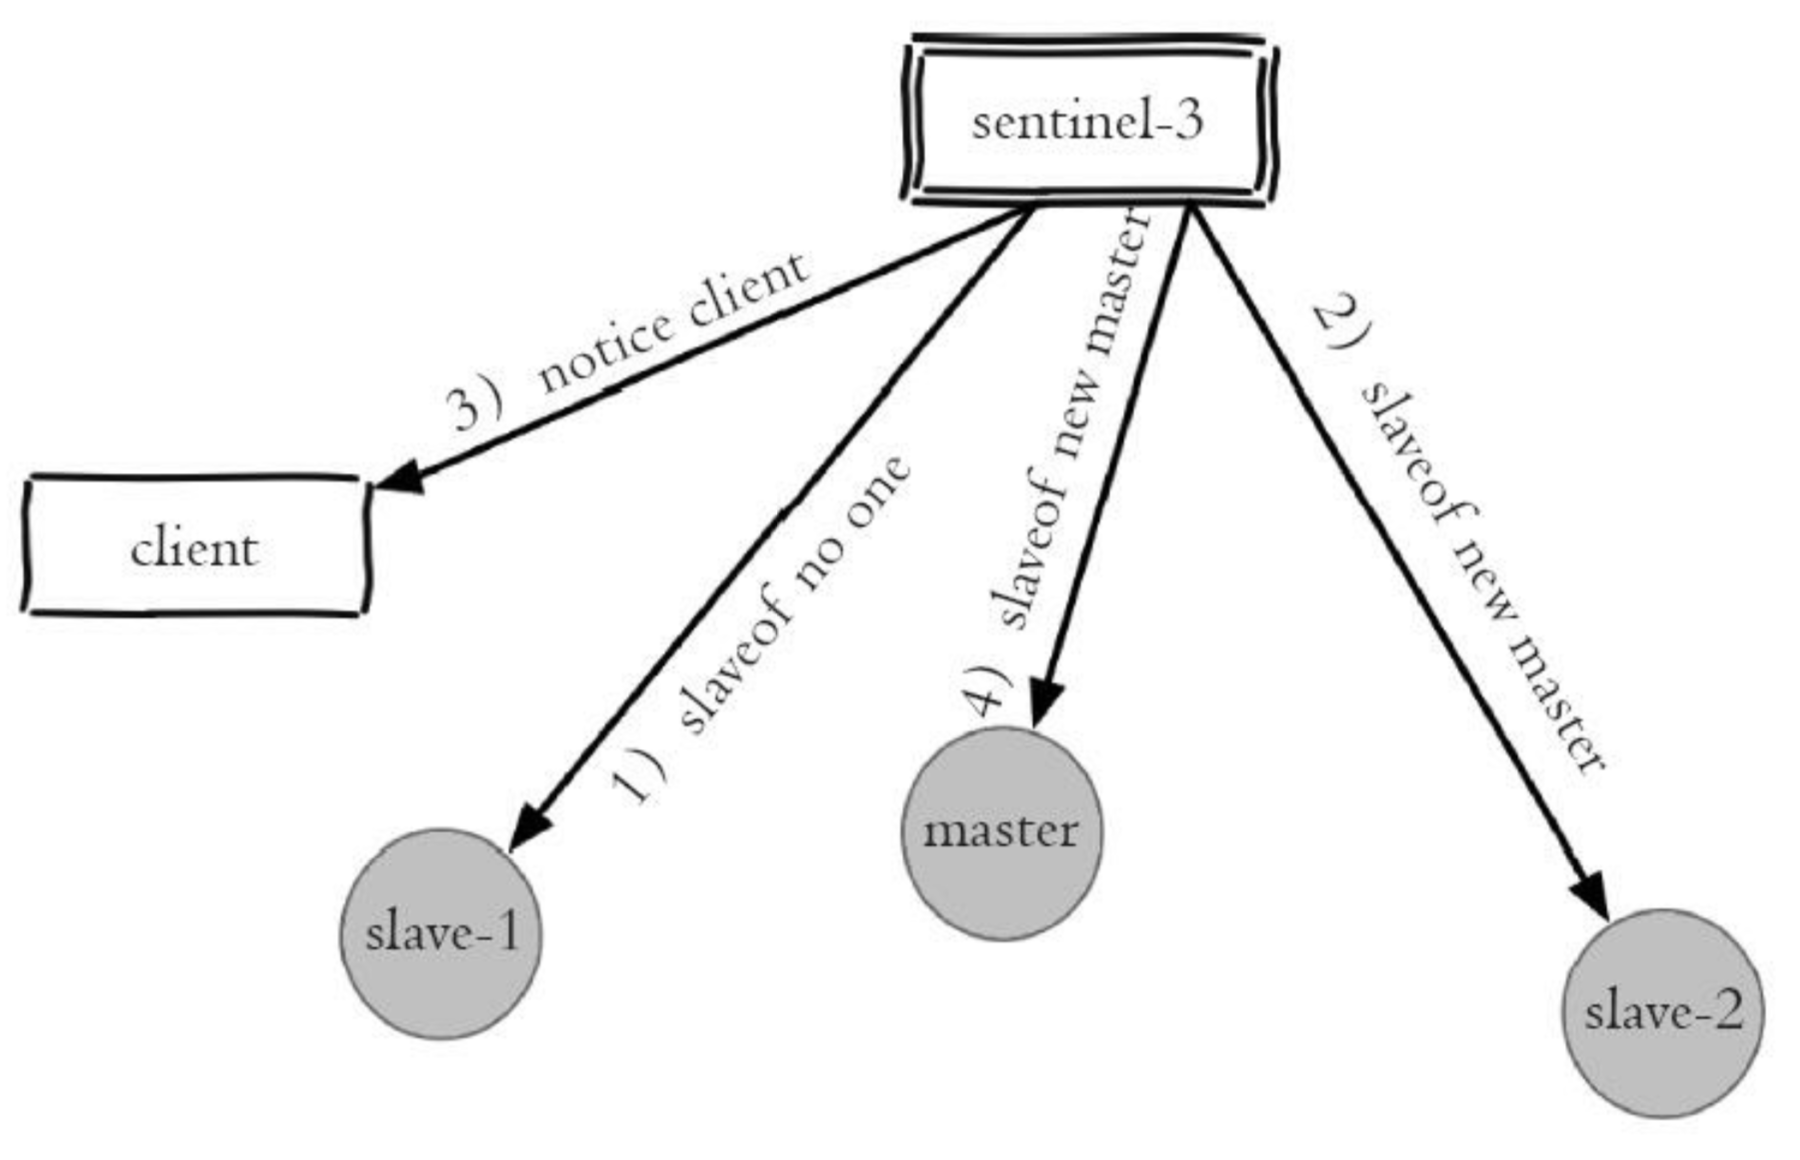 sentinel-3
3) notice client
client
1) slaveof no one
4) slaveof new master
2) slaveof new master
slave-1
master
slave-2